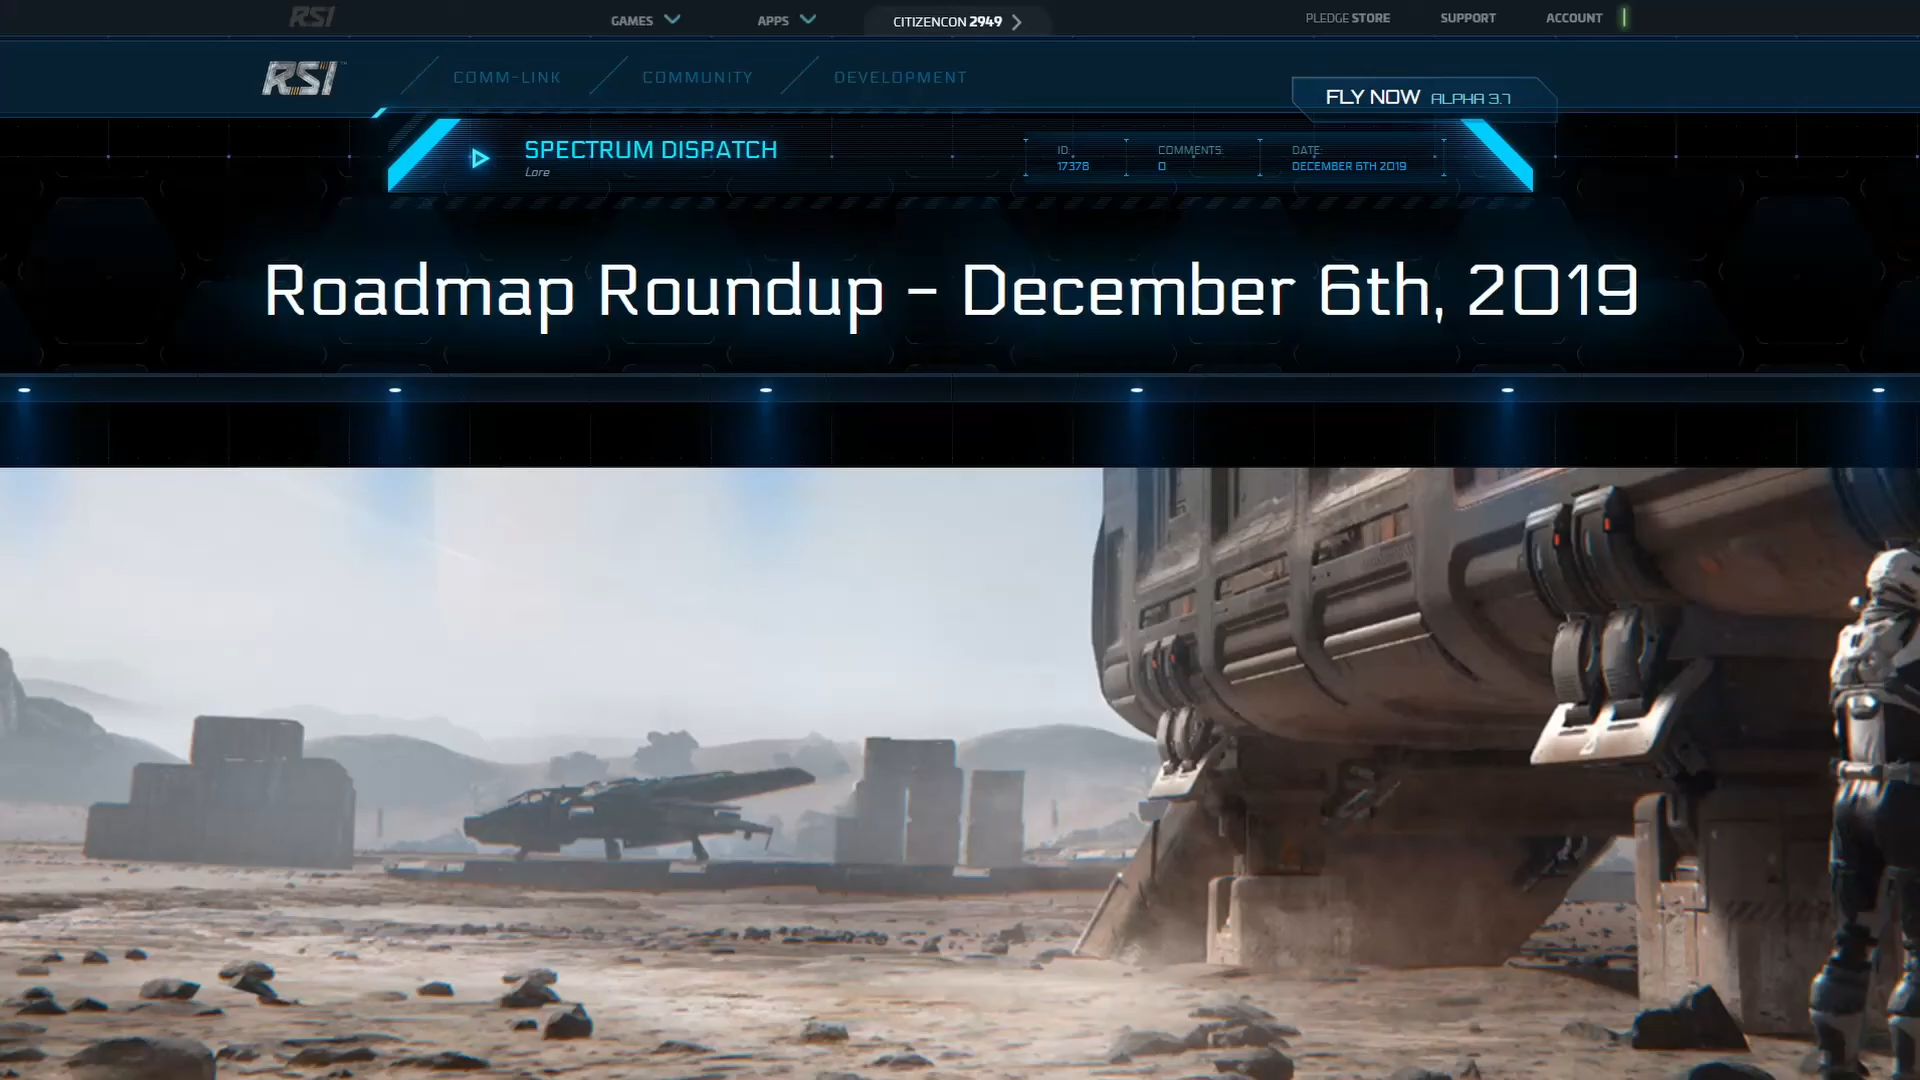 RSI
GAMES
APPS
CITIZENCON 2949
PLEDGE STORE
SUPPORT
ACCOUNT
RSI
COMM-LINK
COMMUNITY
DEVELOPMENT
FLY NOW ALPHA 3.7
SPECTRUM DISPATCH
Lore
ID:
17378
COMMENTS:
0
DATE:
DECEMBER 6TH 2019
Roadmap Roundup - December 6th, 2019